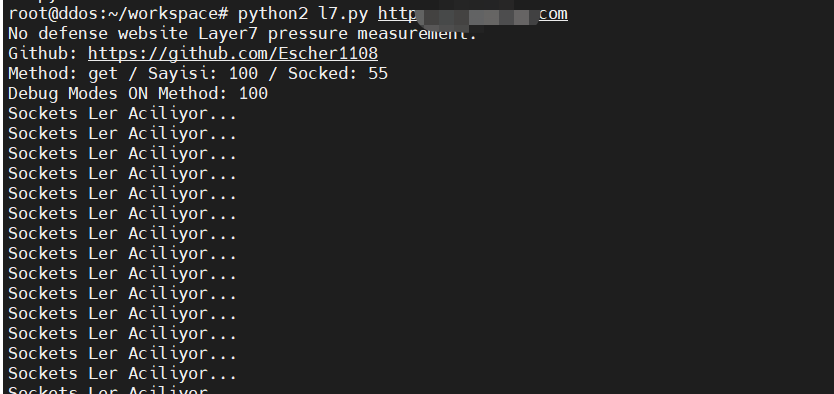 root@ddos:~/workspace# python2 l7.py http com
No defense website Layer7 pressure measurement.
Github: https://github.com/Escher1108
Method: get / Sayisi: 100 / Socked: 55
Debug Modes ON Method: 100
Sockets Ler Aciliyor...
Sockets Ler Aciliyor...
Sockets Ler Aciliyor...
Sockets Ler Aciliyor...
Sockets Ler Aciliyor...
Sockets Ler Aciliyor...
Sockets Ler Aciliyor...
Sockets Ler Aciliyor...
Sockets Ler Aciliyor...
Sockets Ler Aciliyor...
Sockets Ler Aciliyor...
Sockets Ler Aciliyor...
Sockets Ler Aciliyor...
Sockets Ler Aciliyor...
Sockets Ler Aciliyor